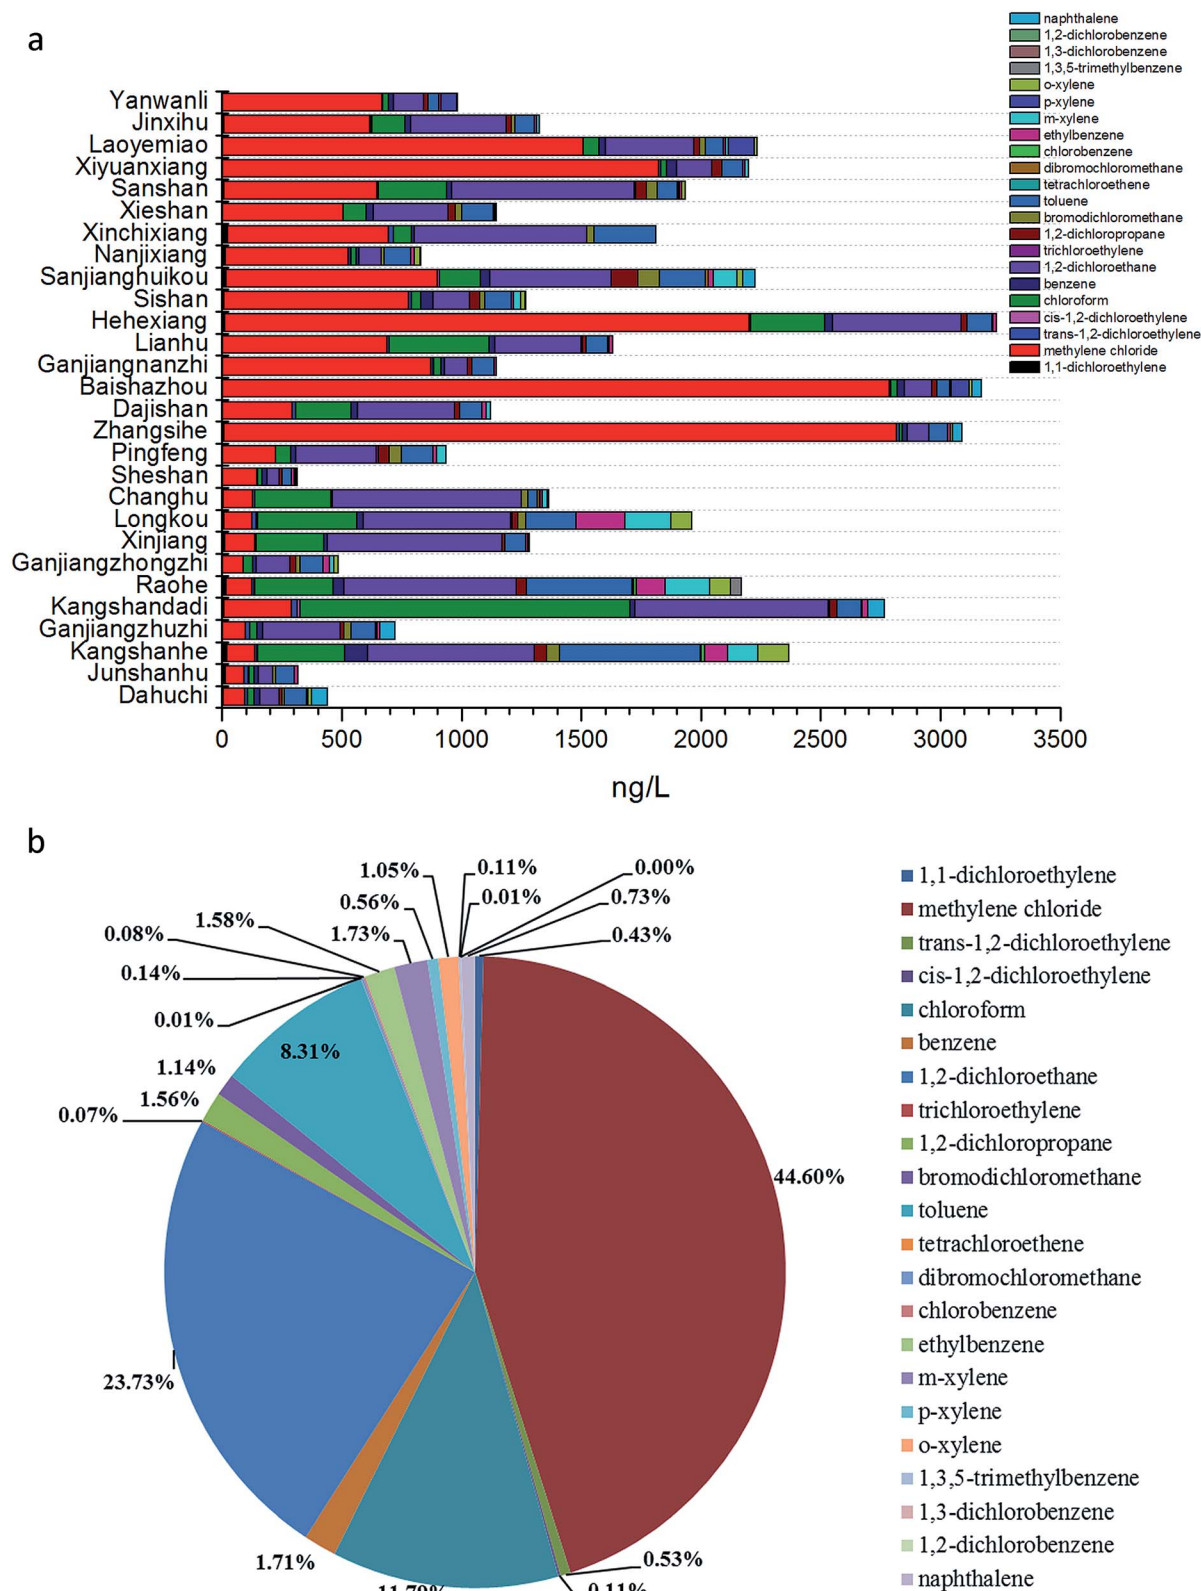 a
naphthalene
1,2-dichlorobenzene
1,3-dichlorobenzene
1,3,5-trimethylbenzene
o-xylene
p-xylene
m-xylene
ethylbenzene
chlorobenzene
dibromochloromethane
tetrachloroethene
toluene
bromodichloromethane
1,2-dichloropropane
trichloroethylene
1,2-dichloroethane
benzene
chloroform
cis-1,2-dichloroethylene
trans-1,2-dichloroethylene
methylene chloride
1,1-dichloroethylene
Yanwanli
Jinxihu
Laoyemiao
Xiyuanxiang
Sanshan
Xieshan
Xinchixiang
Nanjixiang
Sanjianghuikou
Sishan
Hehexiang
Lianhu
Ganjiangnanzhi
Baishazhou
Dajishan
Zhangsihe
Pingfeng
Sheshan
Changhu
Longkou
Xinjiang
Ganjiangzhongzhi
Raohe
Kangshandadi
Ganjiangzhuzhi
Kangshanhe
Junshanhu
Dahuchi
0 500 1000 1500 2000 2500 3000 3500
ng/L
b
1.05%
0.11%
0.00%
0.56%
0.01%
0.73%
1.58%
1.73%
0.43%
0.08%
0.14%
0.01%
8.31%
1.14%
1.56%
0.07%
44.60%
23.73%
1.71%
11.79%
0.53%
0.11%
1,1-dichloroethylene
methylene chloride
trans-1,2-dichloroethylene
cis-1,2-dichloroethylene
chloroform
benzene
1,2-dichloroethane
trichloroethylene
1,2-dichloropropane
bromodichloromethane
toluene
tetrachloroethene
dibromochloromethane
chlorobenzene
ethylbenzene
m-xylene
p-xylene
o-xylene
1,3,5-trimethylbenzene
1,3-dichlorobenzene
1,2-dichlorobenzene
naphthalene